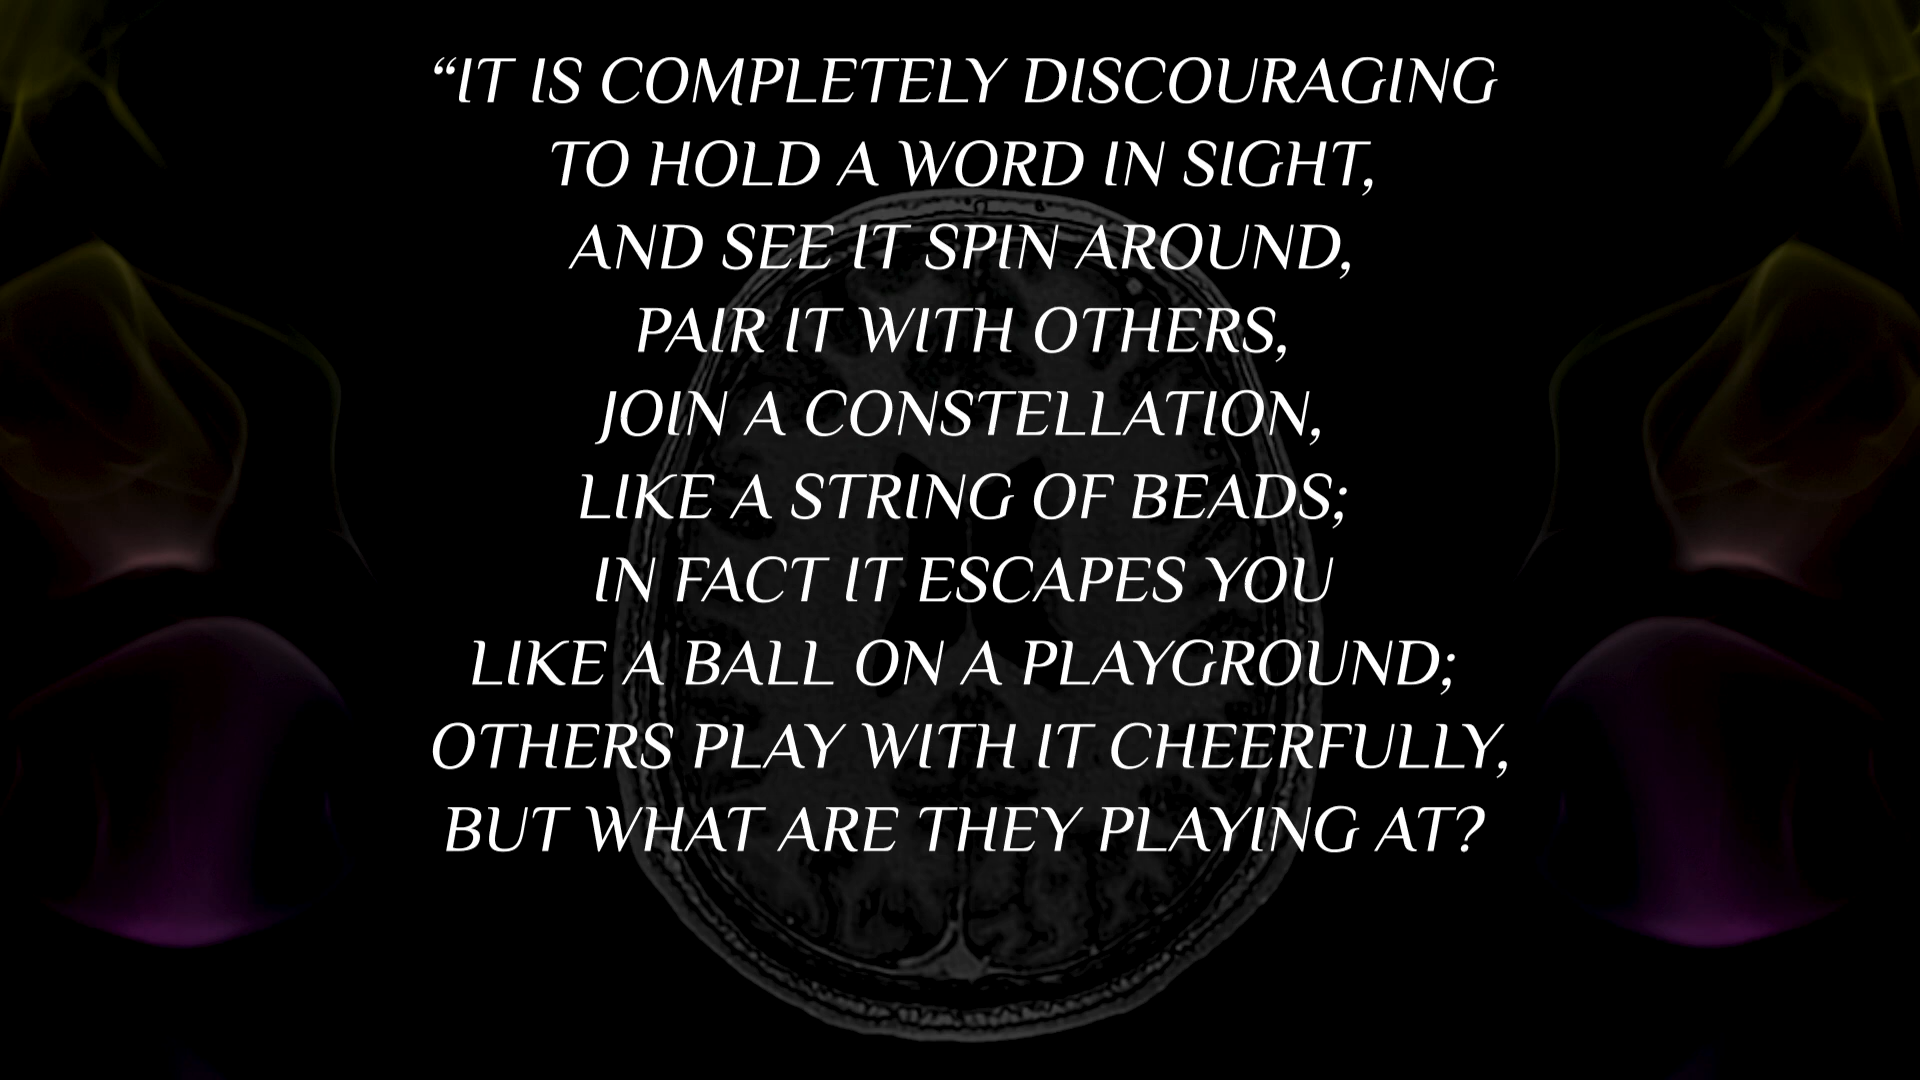 “IT IS COMPLETELY DISCOURAGING
TO HOLD A WORD IN SIGHT,
AND SEE IT SPIN AROUND,
PAIR IT WITH OTHERS,
JOIN A CONSTELLATION,
LIKE A STRING OF BEADS;
IN FACT IT ESCAPES YOU
LIKE A BALL ON A PLAYGROUND;
OTHERS PLAY WITH IT CHEERFULLY,
BUT WHAT ARE THEY PLAYING AT?